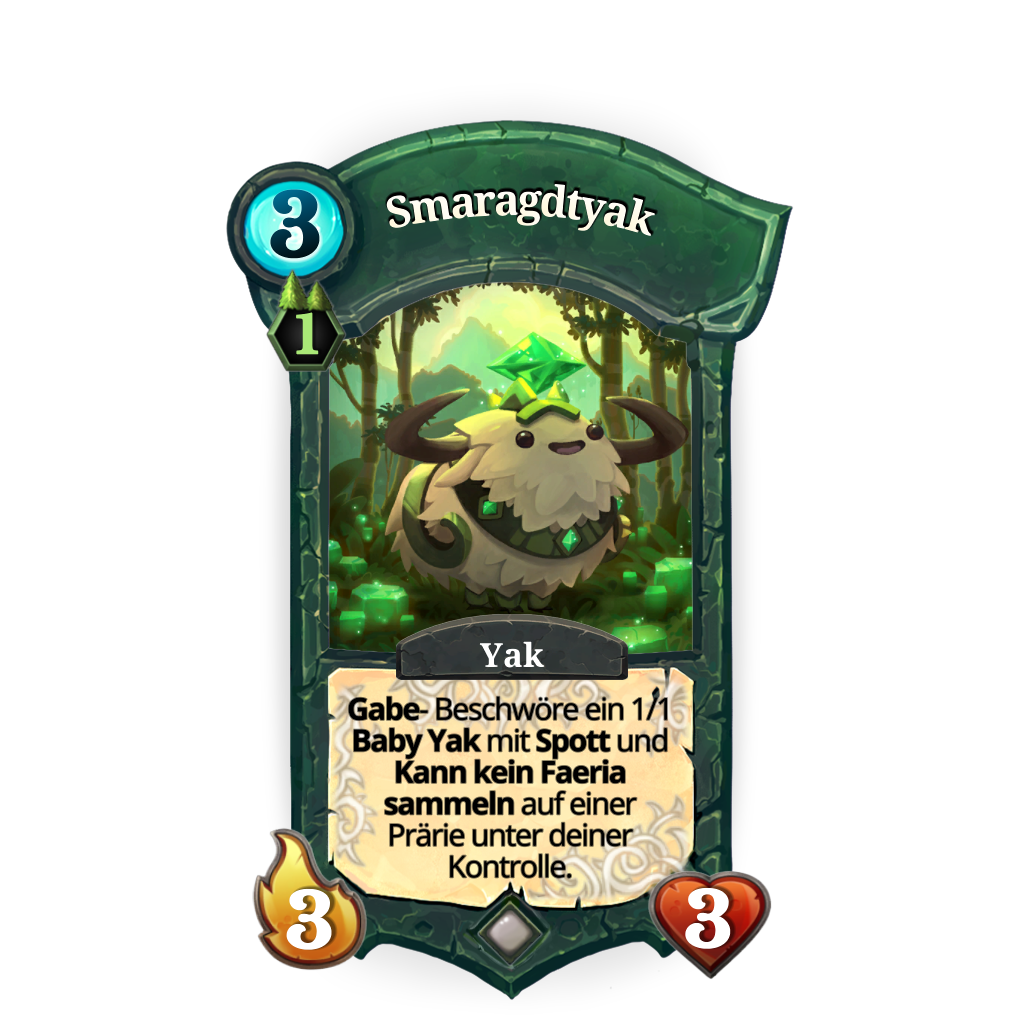 3
Smaragdtyak
1
Yak
Gabe- Beschwöre ein 1/1
Baby Yak mit Spott und
Kann kein Faeria
sammeln auf einer
Prärie unter deiner
Kontrolle.
3
3